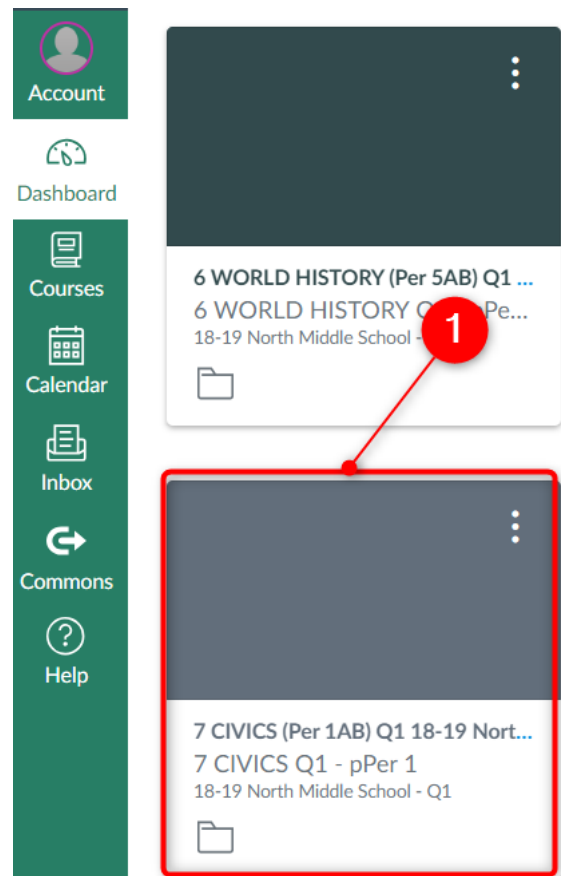 Account
Dashboard
Courses
Calendar
Inbox
Commons
Help
6 WORLD HISTORY (Per 5AB) Q1 ...
6 WORLD HISTORY Pe...
18-19 North Middle School -
1
7 CIVICS (Per 1AB) Q1 18-19 Nort...
7 CIVICS Q1 - pPer 1
18-19 North Middle School - Q1